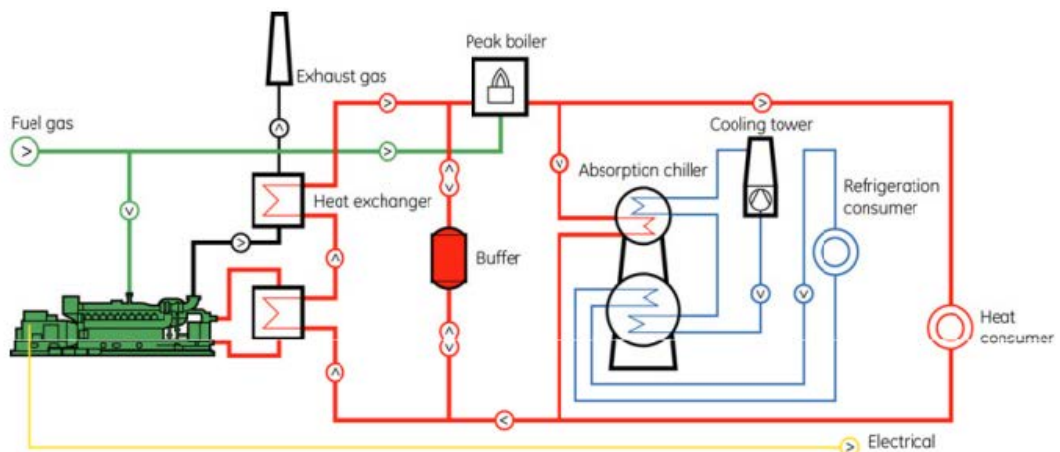 Peak boiler
Exhaust gas
Fuel gas
Cooling tower
Absorption chiller
Heat exchanger
Refrigeration
consumer
Buffer
Heat
consumer
Electrical